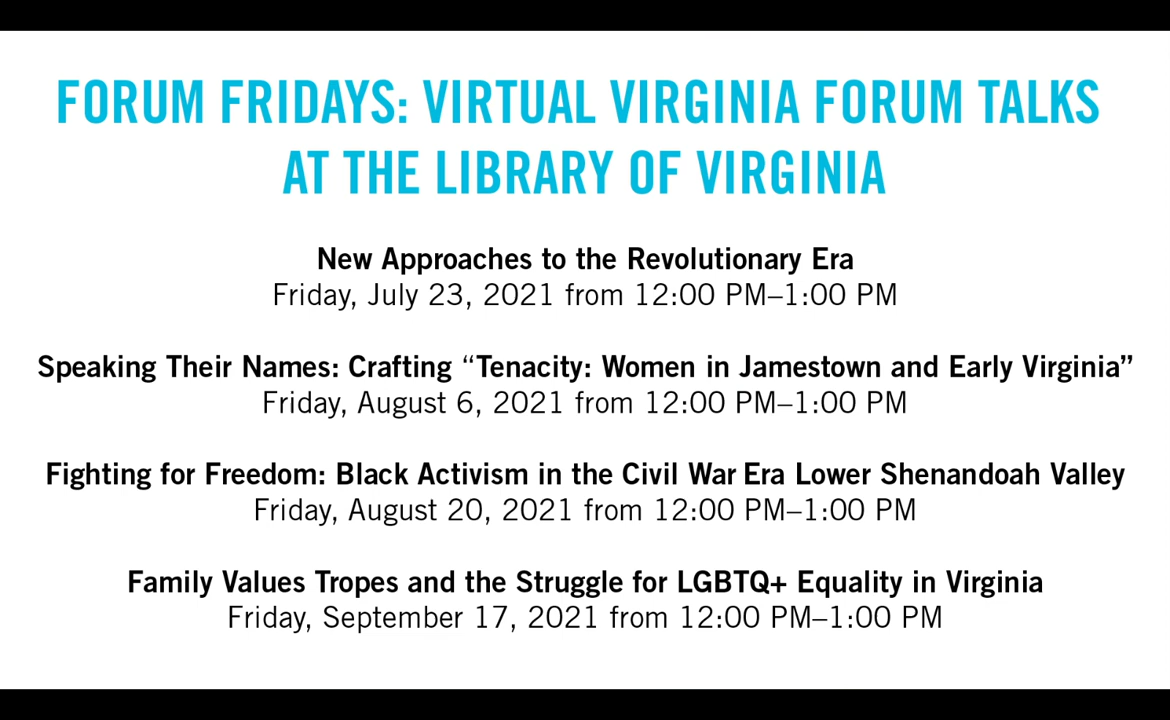 FORUM FRIDAYS: VIRTUAL VIRGINIA FORUM TALKS
AT THE LIBRARY OF VIRGINIA
New Approaches to the Revolutionary Era
Friday, July 23, 2021 from 12:00 PM–1:00 PM
Speaking Their Names: Crafting “Tenacity: Women in Jamestown and Early Virginia”
Friday, August 6, 2021 from 12:00 PM–1:00 PM
Fighting for Freedom: Black Activism in the Civil War Era Lower Shenandoah Valley
Friday, August 20, 2021 from 12:00 PM–1:00 PM
Family Values Tropes and the Struggle for LGBTQ+ Equality in Virginia
Friday, September 17, 2021 from 12:00 PM–1:00 PM